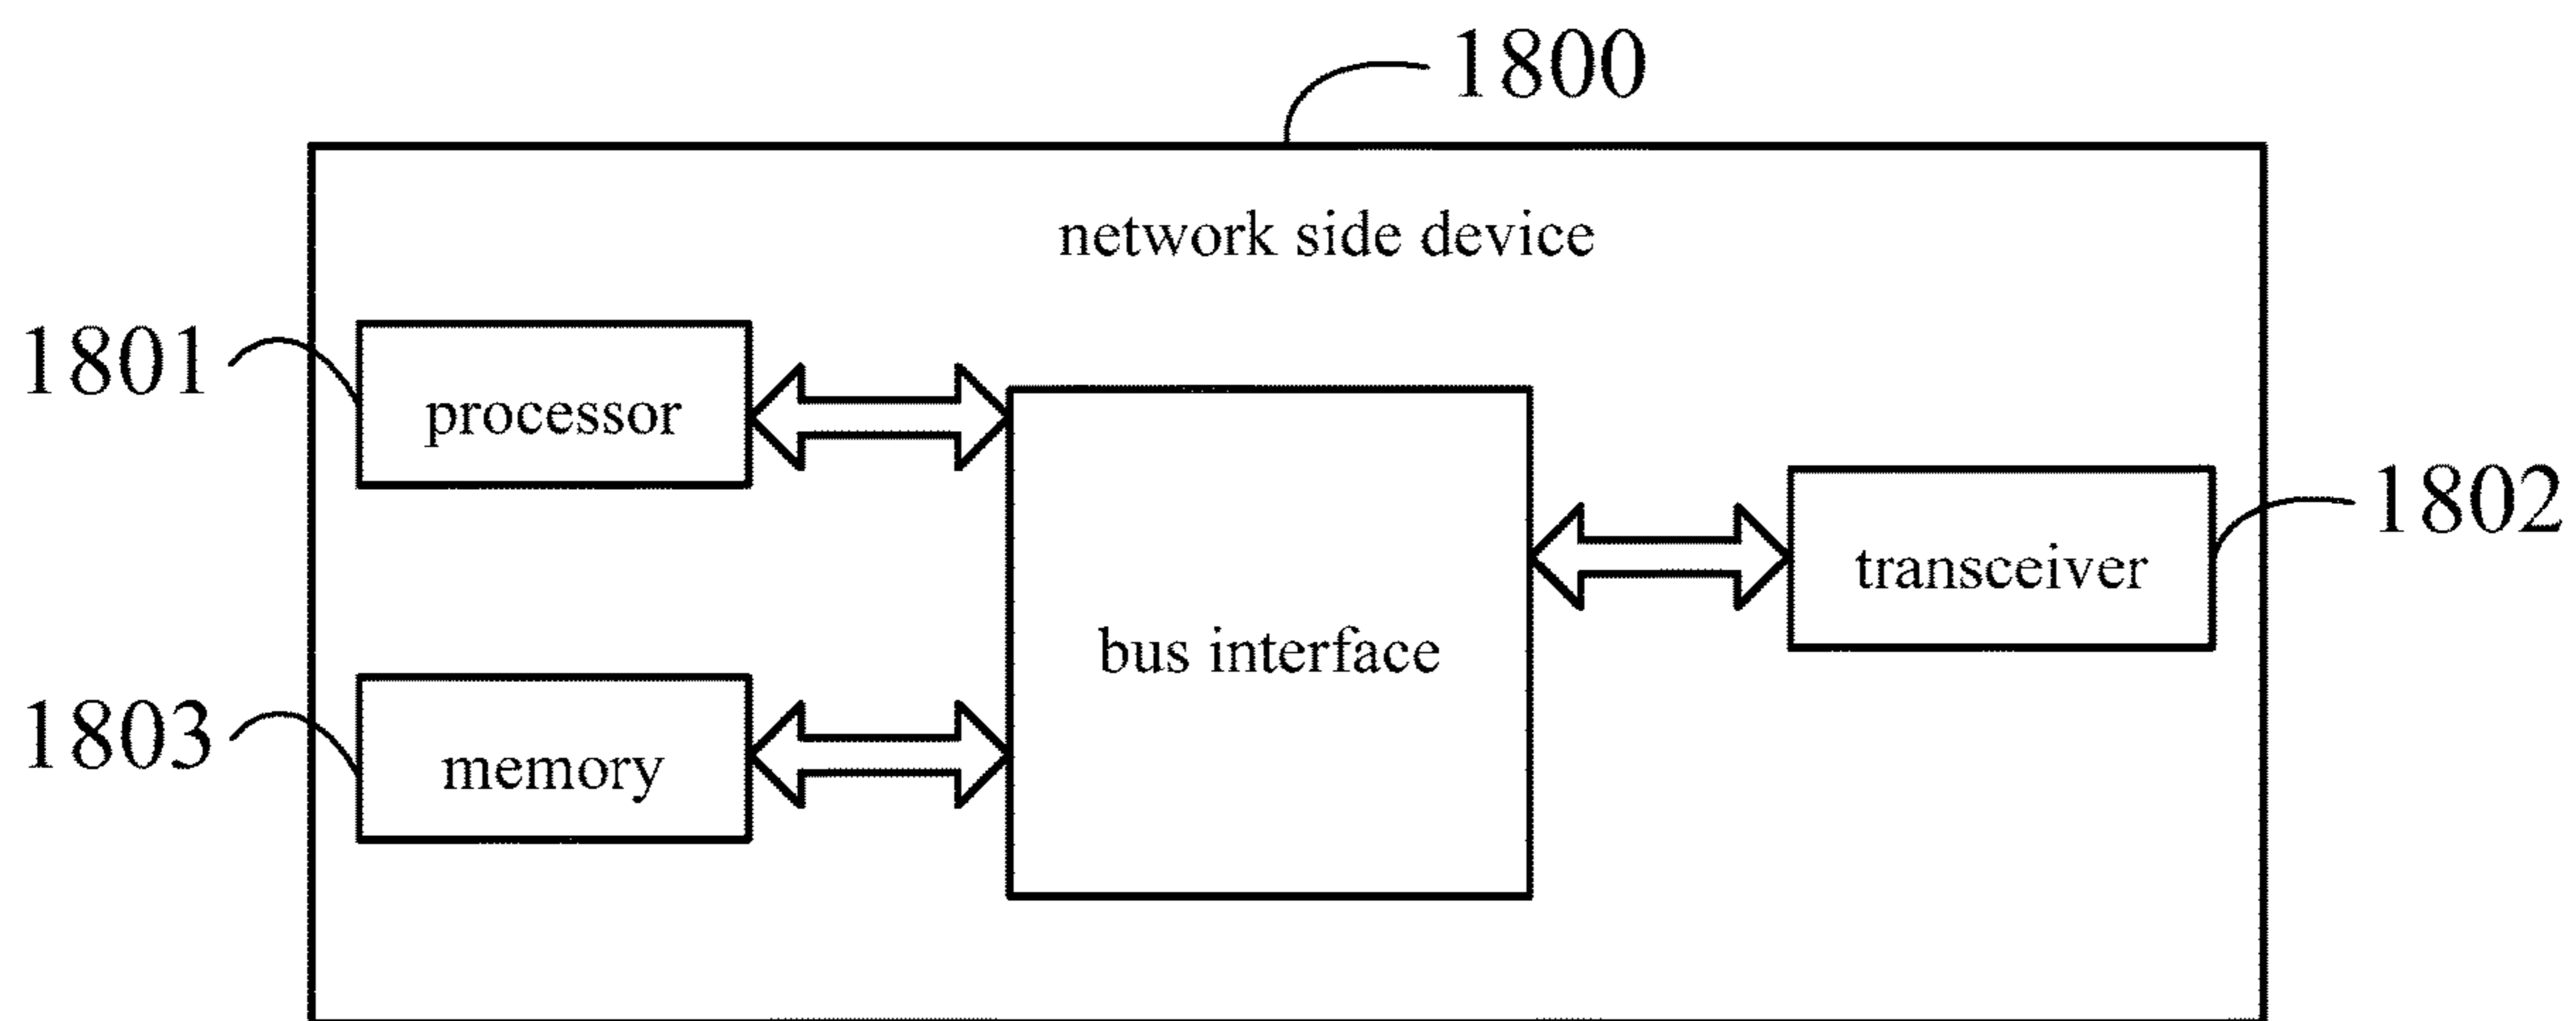 1800
network side device
1801
processor
1802
transceiver
bus interface
1803
memory